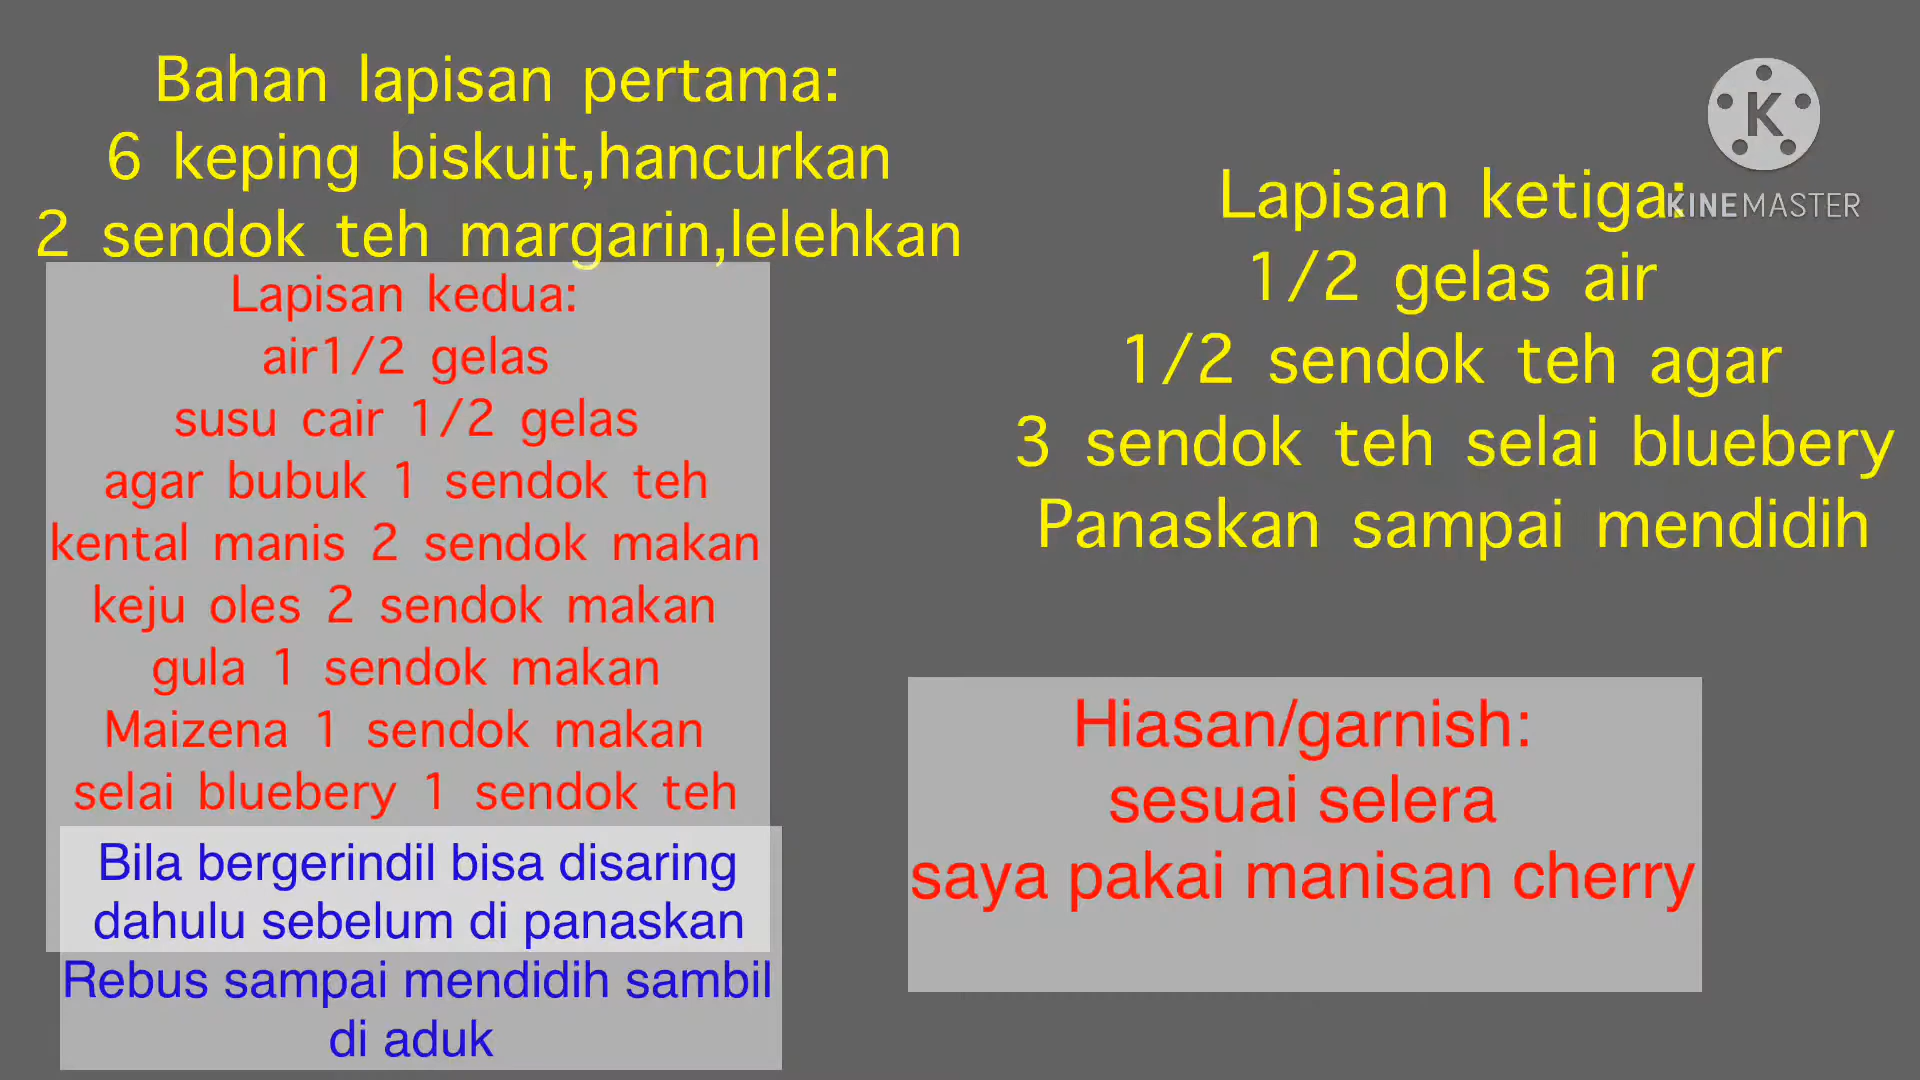 Bahan lapisan pertama:
6 keping biskuit,hancurkan
2 sendok teh margarin,lelehkan
Lapisan kedua:
air1/2 gelas
susu cair 1/2 gelas
agar bubuk 1 sendok teh
kental manis 2 sendok makan
keju oles 2 sendok makan
gula 1 sendok makan
Maizena 1 sendok makan
selai bluebery 1 sendok teh
Bila bergerindil bisa disaring
dahulu sebelum di panaskan
Rebus sampai mendidih sambil
di aduk
K
KINEMASTER
Lapisan ketiga:
1/2 gelas air
1/2 sendok teh agar
3 sendok teh selai bluebery
Panaskan sampai mendidih
Hiasan/garnish:
sesuai selera
saya pakai manisan cherry